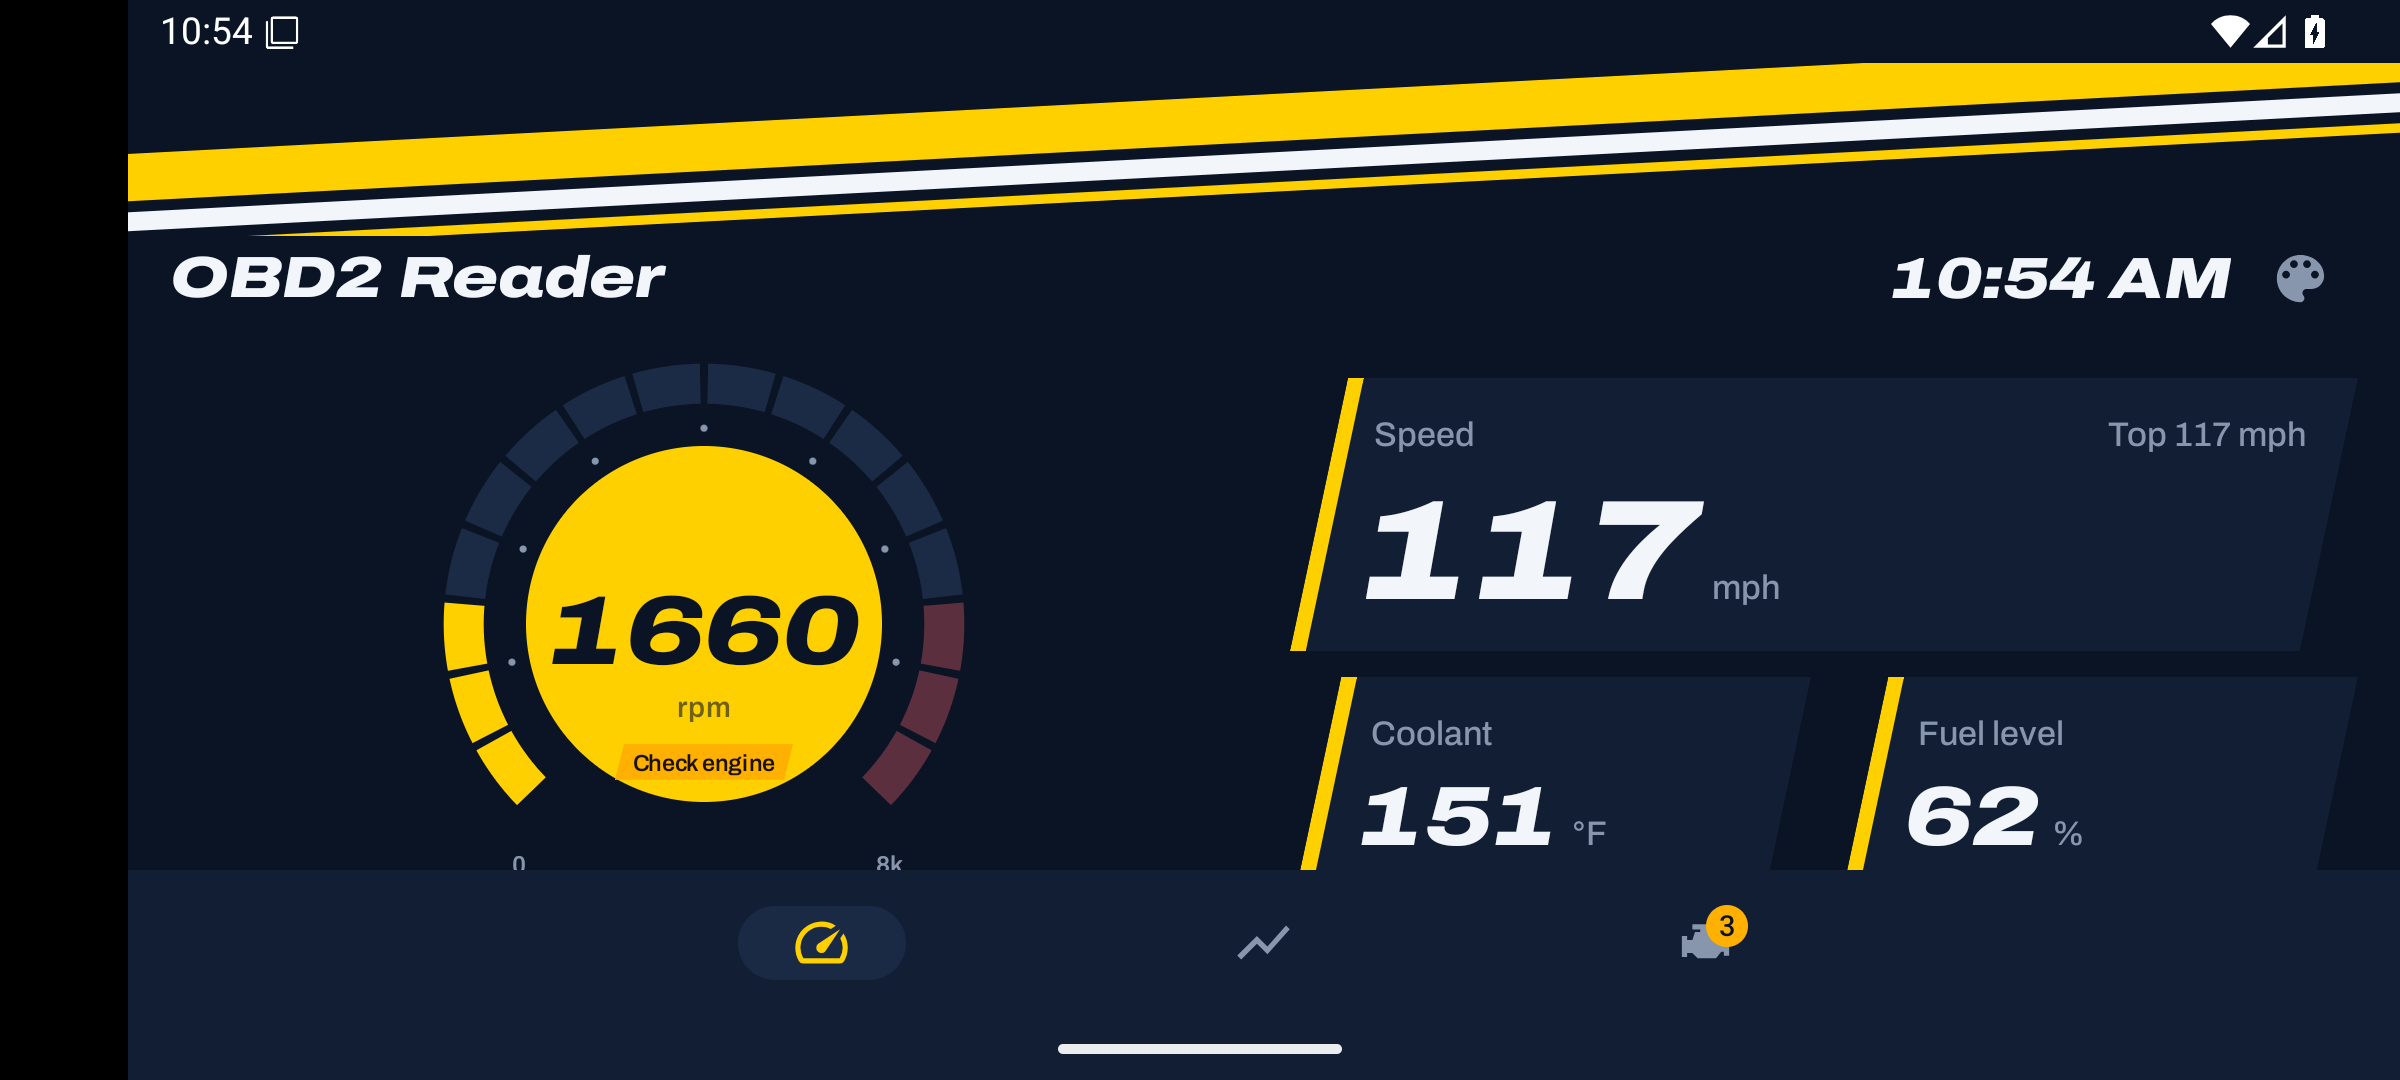 10:54
OBD2 Reader
10:54 AM
1660
rpm
Check engine
0
8k
Speed
Top 117 mph
117 mph
Coolant
151 °F
Fuel level
62 %
3